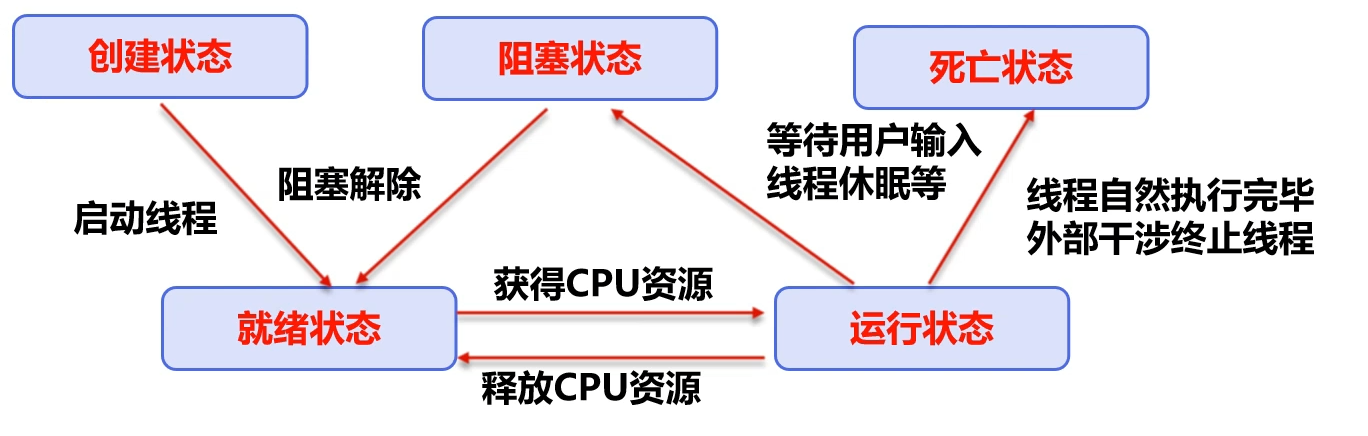 创建状态
阻塞状态
死亡状态
等待用户输入
线程休眠等
阻塞解除
启动线程
线程自然执行完毕
外部干涉终止线程
获得CPU资源
就绪状态
运行状态
释放CPU资源